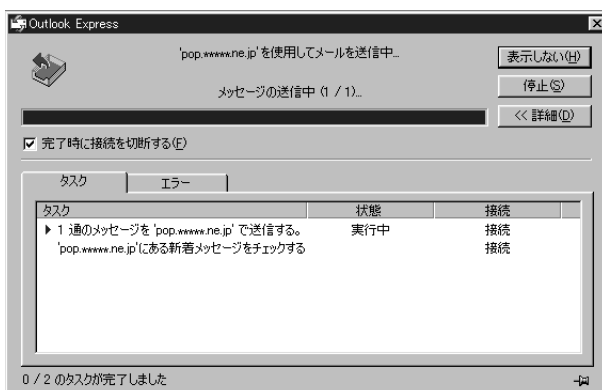 Outlook Express
'pop.*****.ne.jp'を使用してメールを送信中...
表示しない(H)
メッセージの送信中 (1 / 1)...
停止(S)
<< 詳細(D)
完了時に接続を切断する(F)
タスク エラー
タスク 状態 接続
1 通のメッセージを 'pop.*****.ne.jp' で送信する。 実行中 接続
'pop.*****.ne.jp'にある新着メッセージをチェックする 接続
0 / 2 のタスクが完了しました